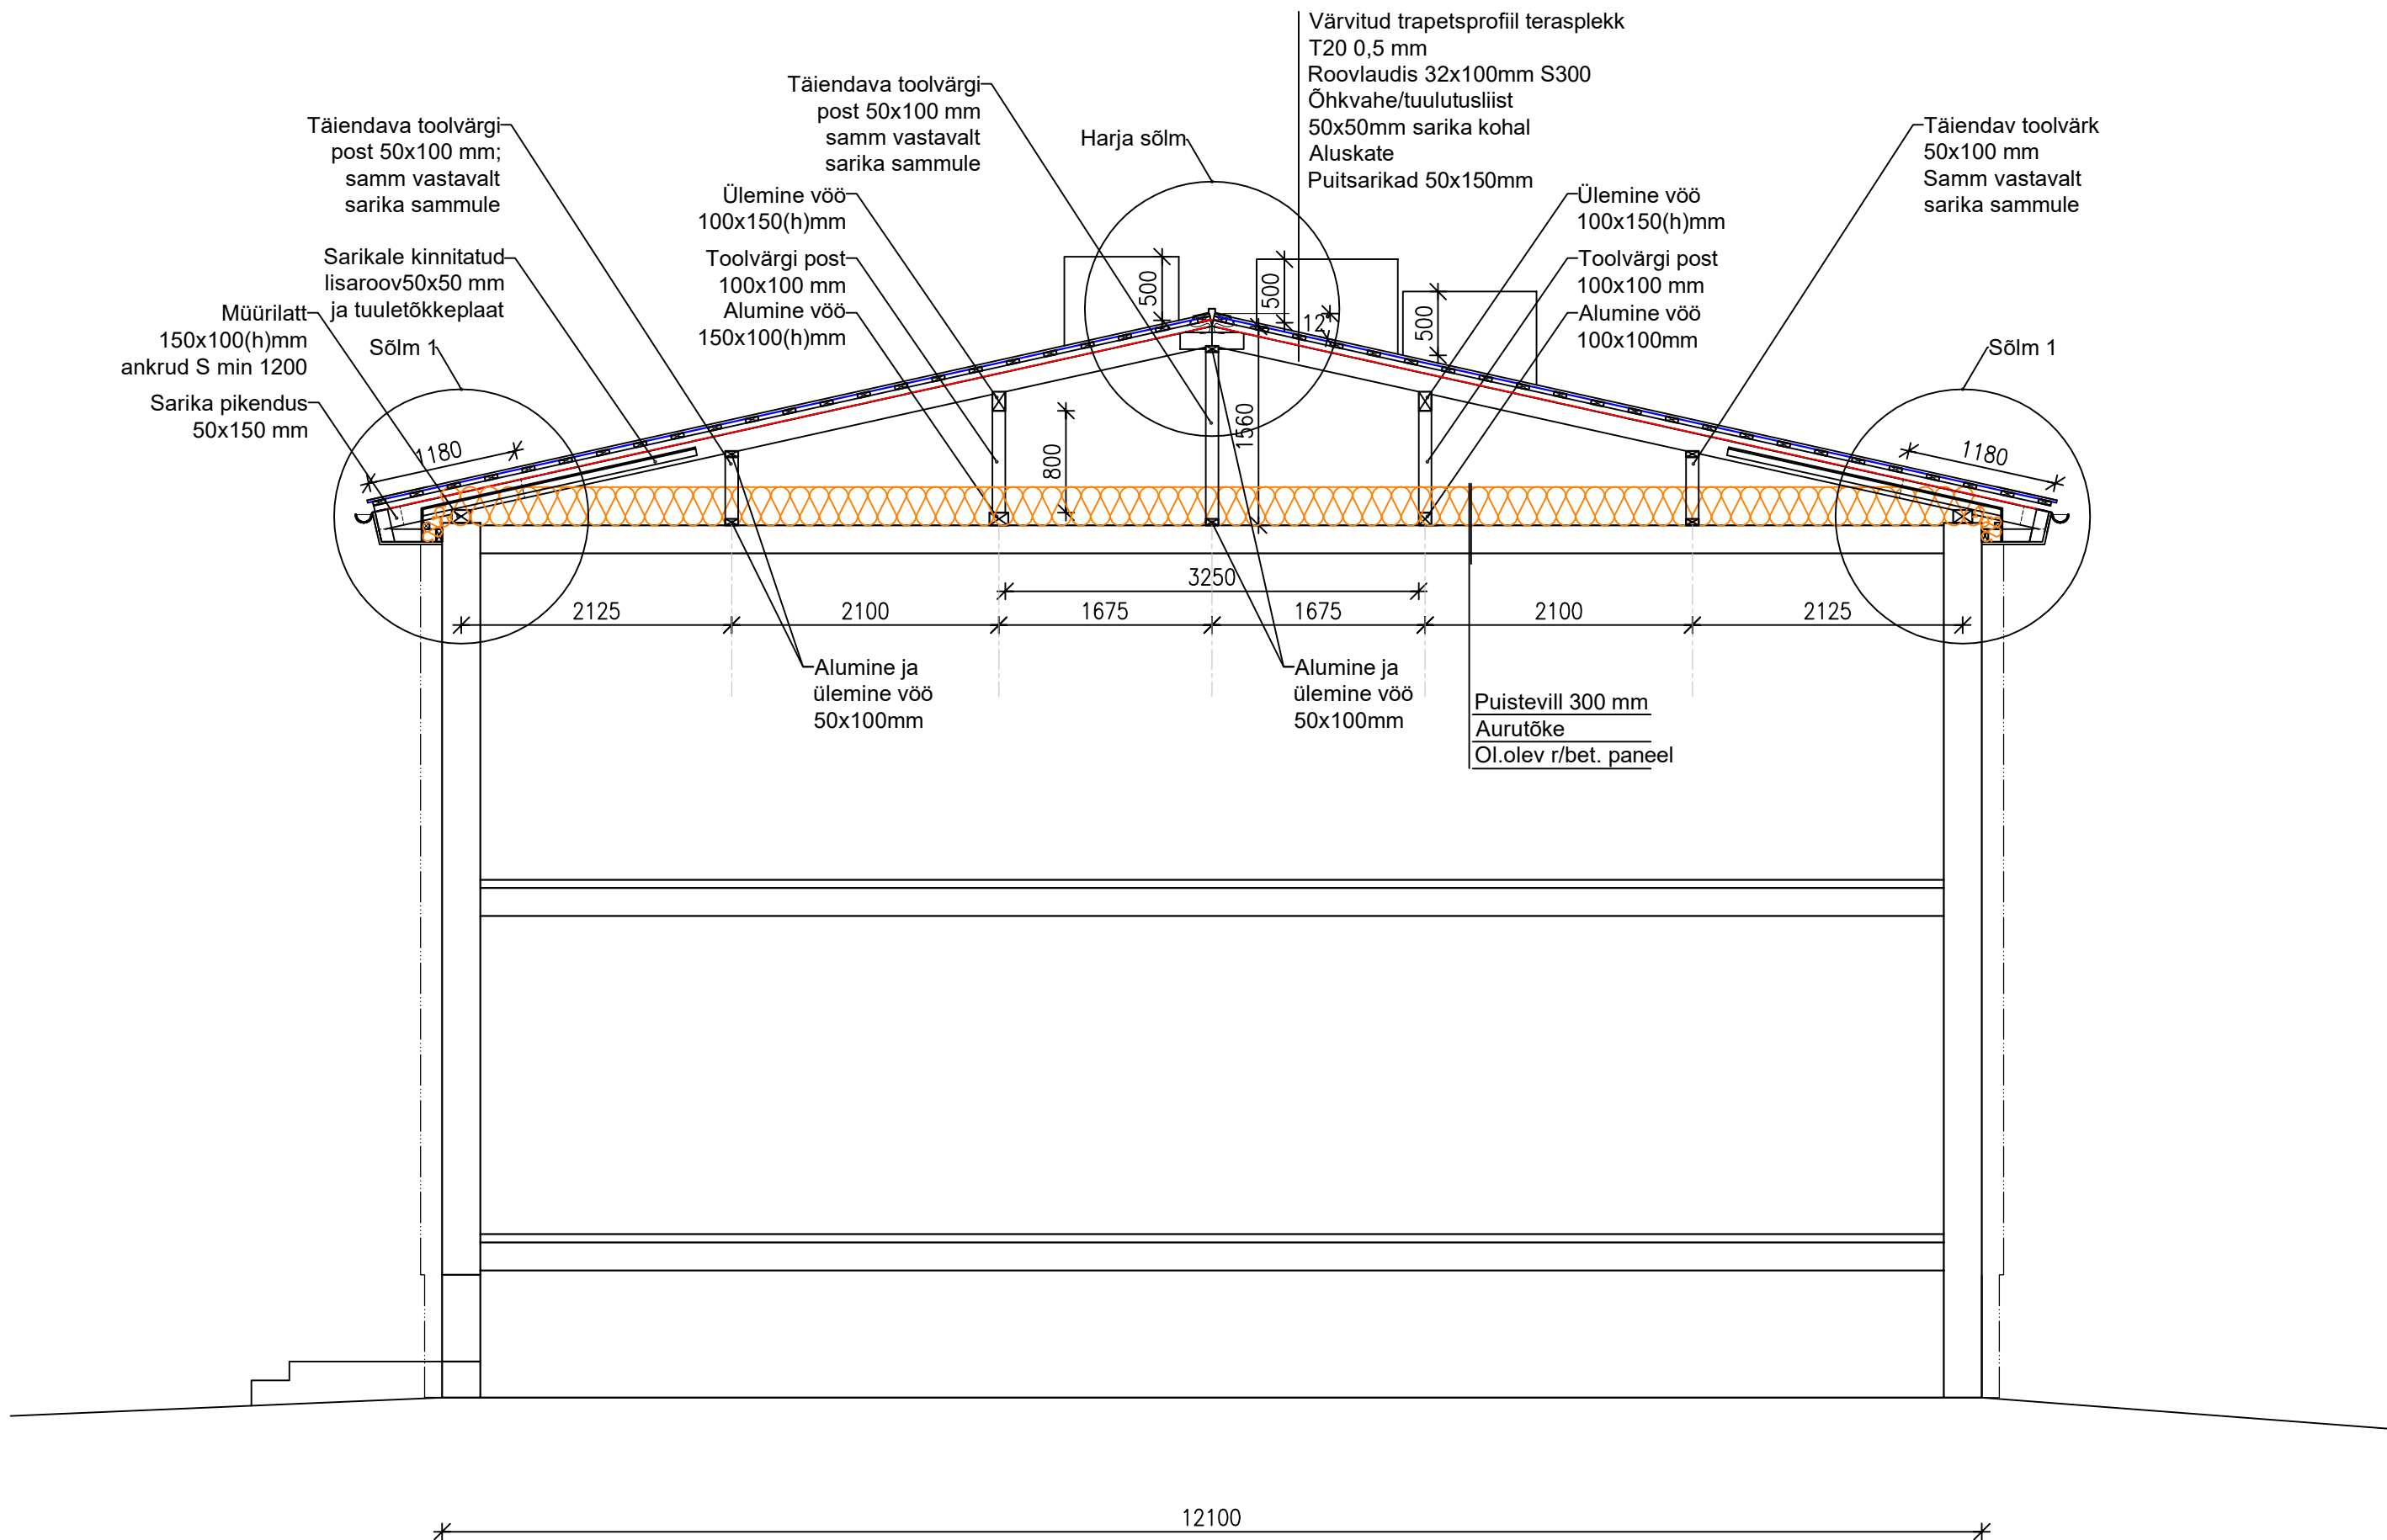 Värvitud trapetsprofiil terasplekk
T20 0,5 mm
Roovlaudis 32x100mm S300
Õhkvahe/tuulutusliist
50x50mm sarika kohal
Aluskate
Puitsarikad 50x150mm
Täiendava toolvärgi
post 50x100 mm
samm vastavalt
sarika sammule
Täiendava toolvärgi
post 50x100 mm;
samm vastavalt
sarika sammule
Harja sõlm
Täiendav toolvärk
50x100 mm
Samm vastavalt
sarika sammule
Ülemine vöö
100x150(h)mm
Toolvärgi post
100x100 mm
Alumine vöö
150x100(h)mm
Ülemine vöö
100x150(h)mm
Toolvärgi post
100x100 mm
Alumine vöö
100x100mm
Sarikale kinnitatud
lisaroov50x50 mm
ja tuuletõkkeplaat
Müürilatt
150x100(h)mm
ankrud S min 1200
Sõlm 1
Sarika pikendus
50x150 mm
Sõlm 1
500
500
500
12°
1180
800
1560
1180
3250
2125
2100
1675
1675
2100
2125
Alumine ja
ülemine vöö
50x100mm
Alumine ja
ülemine vöö
50x100mm
Puistevill 300 mm
Aurutõke
Ol.olev r/bet. paneel
12100